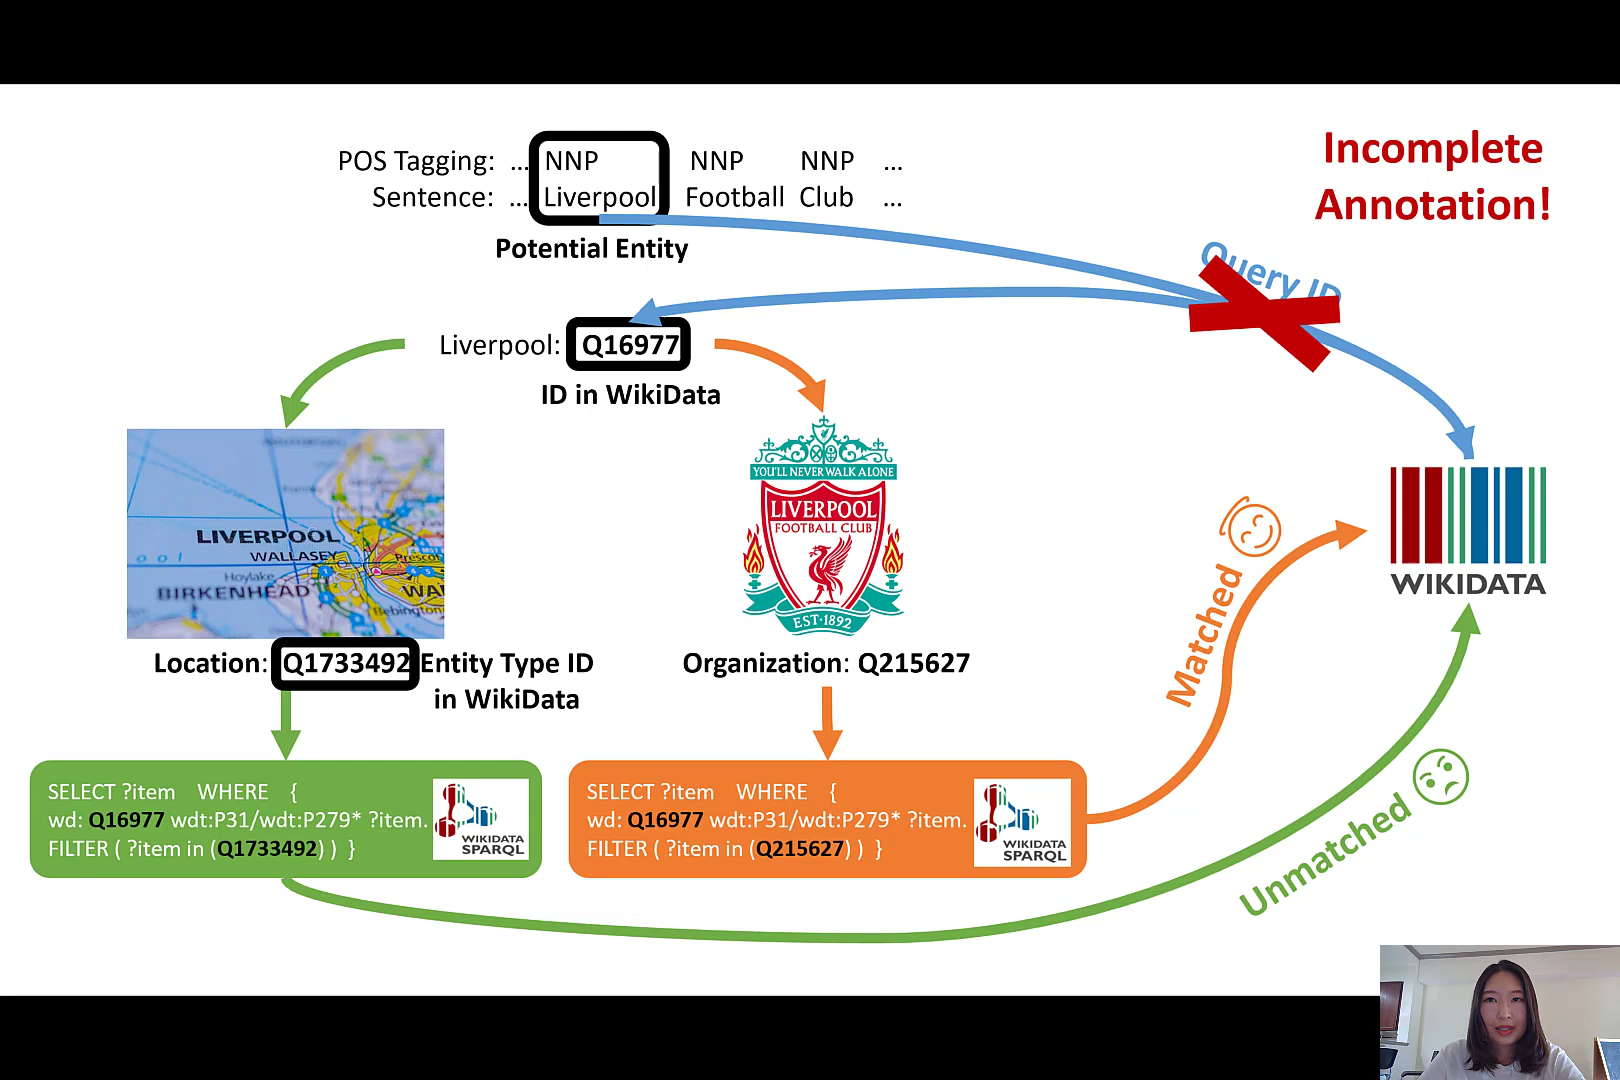 Incomplete
Annotation!
POS Tagging: ... NNP NNP NNP ...
Sentence: ... Liverpool Football Club ...
Potential Entity
Query ID
Liverpool: Q16977
ID in WikiData
LIVERPOOL
WALLASEY
Hoylake
BIRKENHEAD
Bebington
YOU'LL NEVER WALK ALONE
LIVERPOOL
FOOTBALL CLUB
EST·1892
Matched
WIKIDATA
Location: Q1733492 Entity Type ID
in WikiData
Organization: Q215627
SELECT ?item WHERE {
wd: Q16977 wdt:P31/wdt:P279* ?item.
FILTER ( ?item in (Q1733492) ) }
WIKIDATA
SPARQL
SELECT ?item WHERE {
wd: Q16977 wdt:P31/wdt:P279* ?item.
FILTER ( ?item in (Q215627) ) }
WIKIDATA
SPARQL
Unmatched